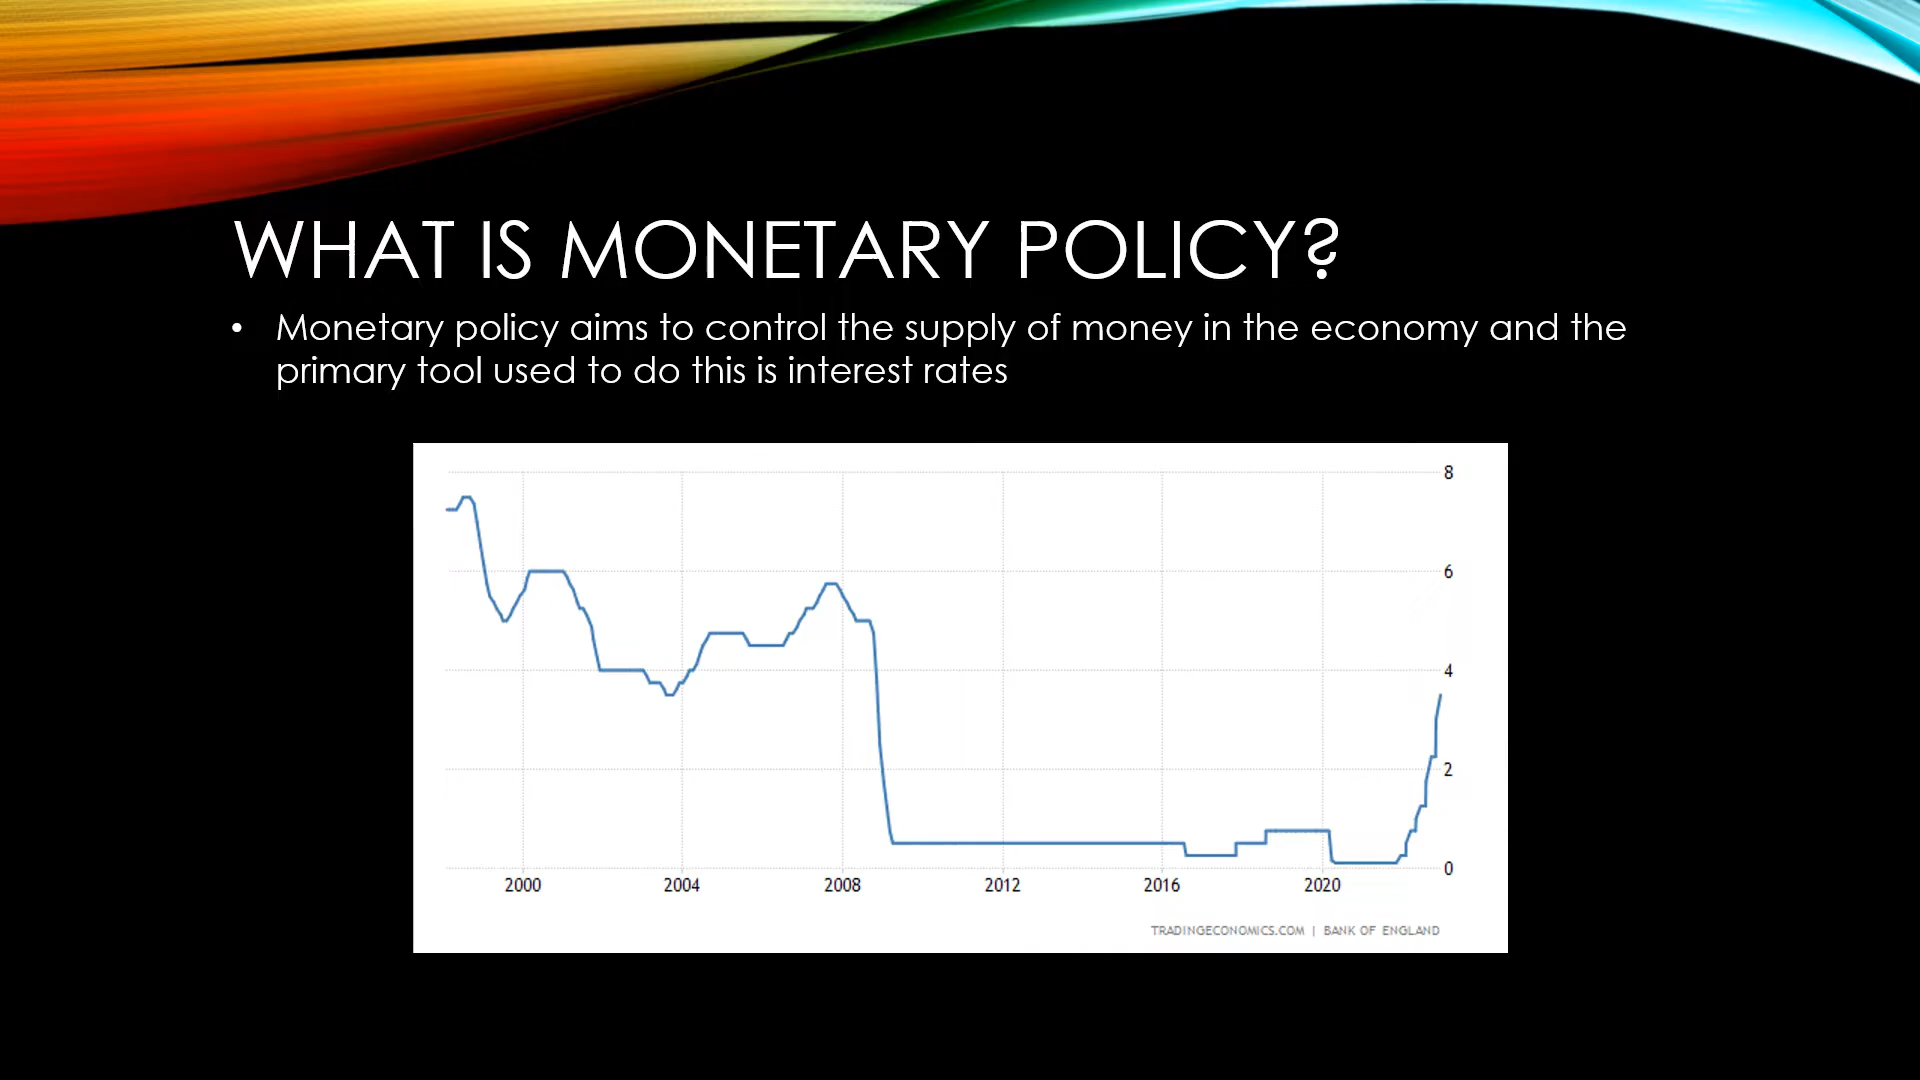 WHAT IS MONETARY POLICY?
• Monetary policy aims to control the supply of money in the economy and the
primary tool used to do this is interest rates
8
6
4
2
0
2000 2004 2008 2012 2016 2020
TRADINGECONOMICS.COM | BANK OF ENGLAND